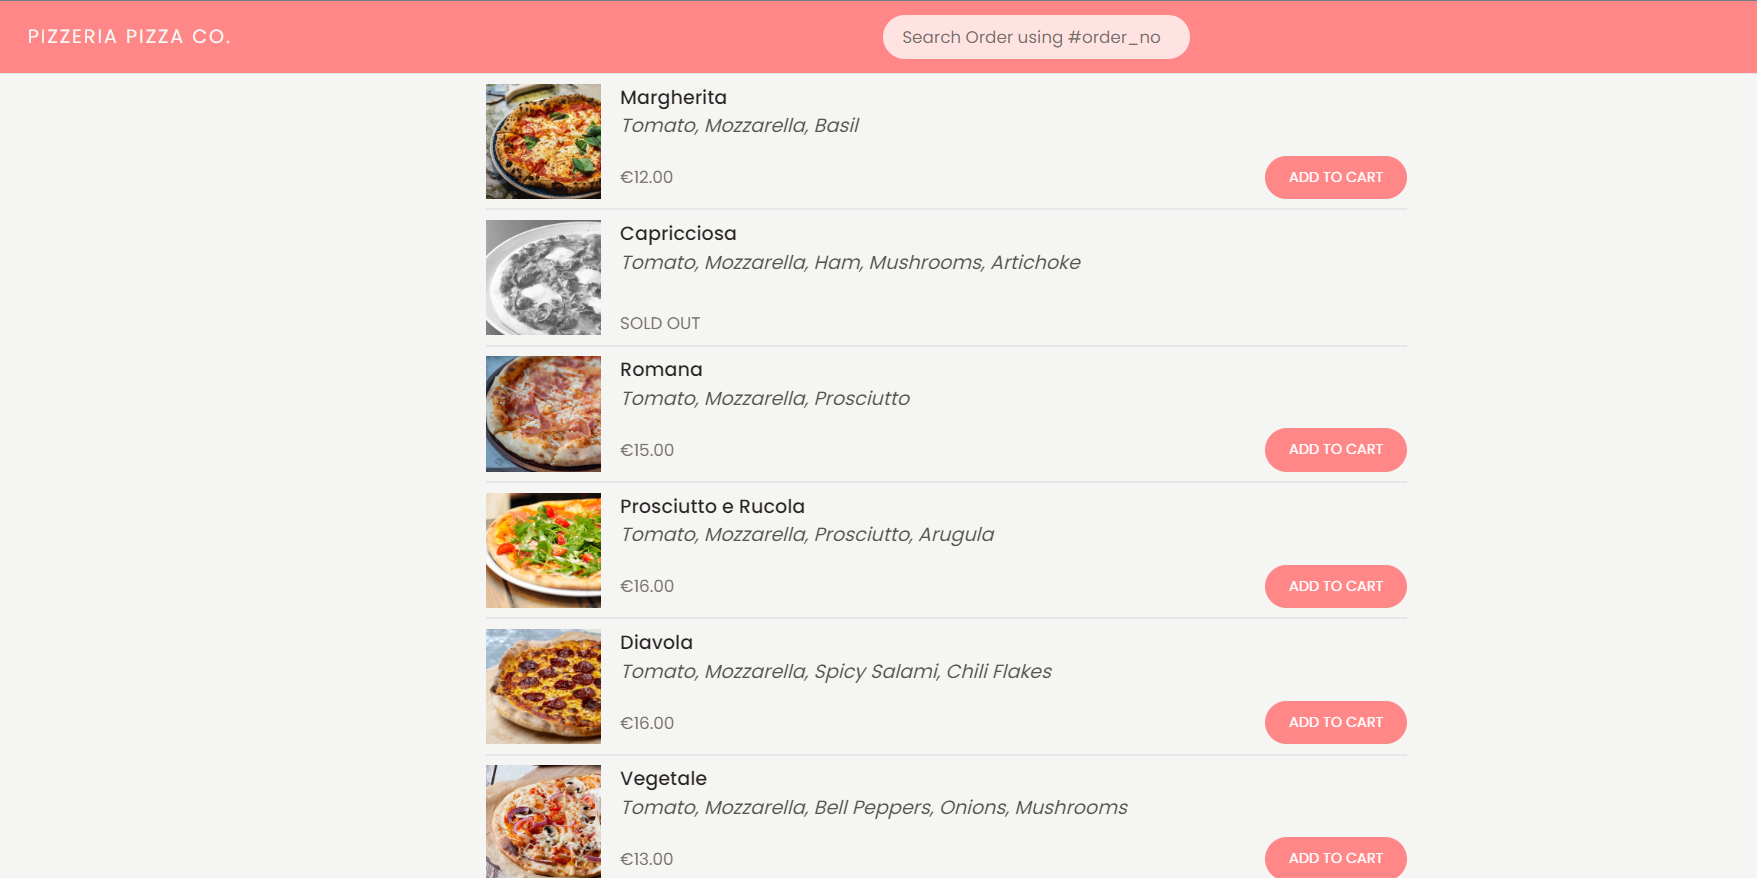 PIZZERIA PIZZA CO.
Search Order using #order_no
Margherita
Tomato, Mozzarella, Basil
€12.00
ADD TO CART
Capricciosa
Tomato, Mozzarella, Ham, Mushrooms, Artichoke
SOLD OUT
Romana
Tomato, Mozzarella, Prosciutto
€15.00
ADD TO CART
Prosciutto e Rucola
Tomato, Mozzarella, Prosciutto, Arugula
€16.00
ADD TO CART
Diavola
Tomato, Mozzarella, Spicy Salami, Chili Flakes
€16.00
ADD TO CART
Vegetale
Tomato, Mozzarella, Bell Peppers, Onions, Mushrooms
€13.00
ADD TO CART